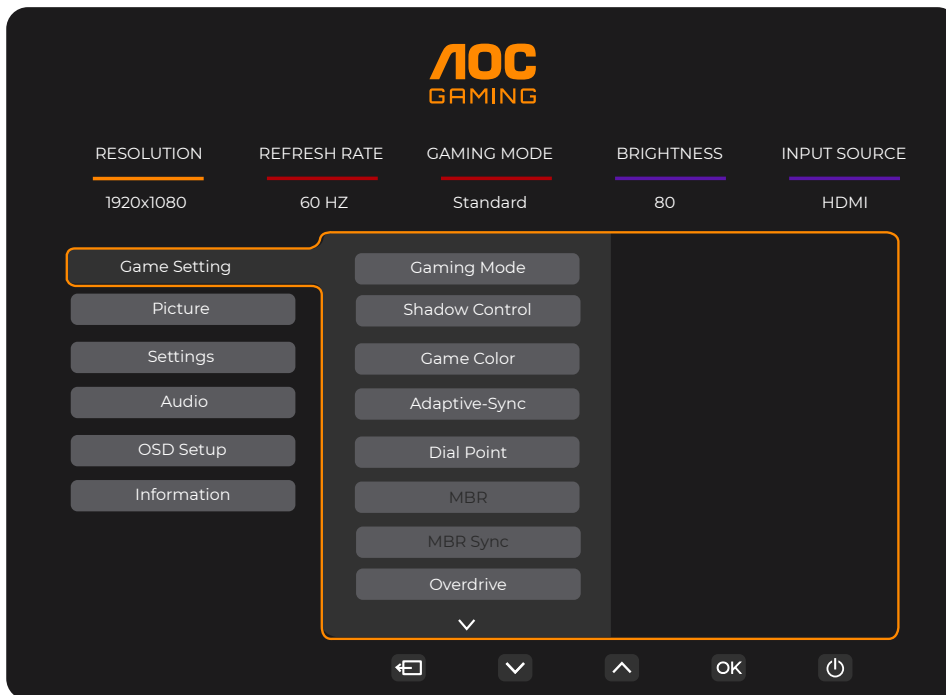 AOC
GAMING
RESOLUTION REFRESH RATE GAMING MODE BRIGHTNESS INPUT SOURCE
1920x1080 60 HZ Standard 80 HDMI
Game Setting
Picture
Settings
Audio
OSD Setup
Information
Gaming Mode
Shadow Control
Game Color
Adaptive-Sync
Dial Point
MBR
MBR Sync
Overdrive
OK